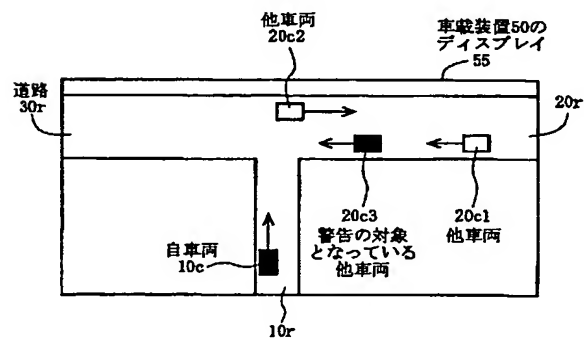 他車両
20c2
車載装置50の
ディスプレイ
55
道路
30r
20r
20c3
警告の対象
となっている
他車両
20c1
他車両
自車両
10c
10r